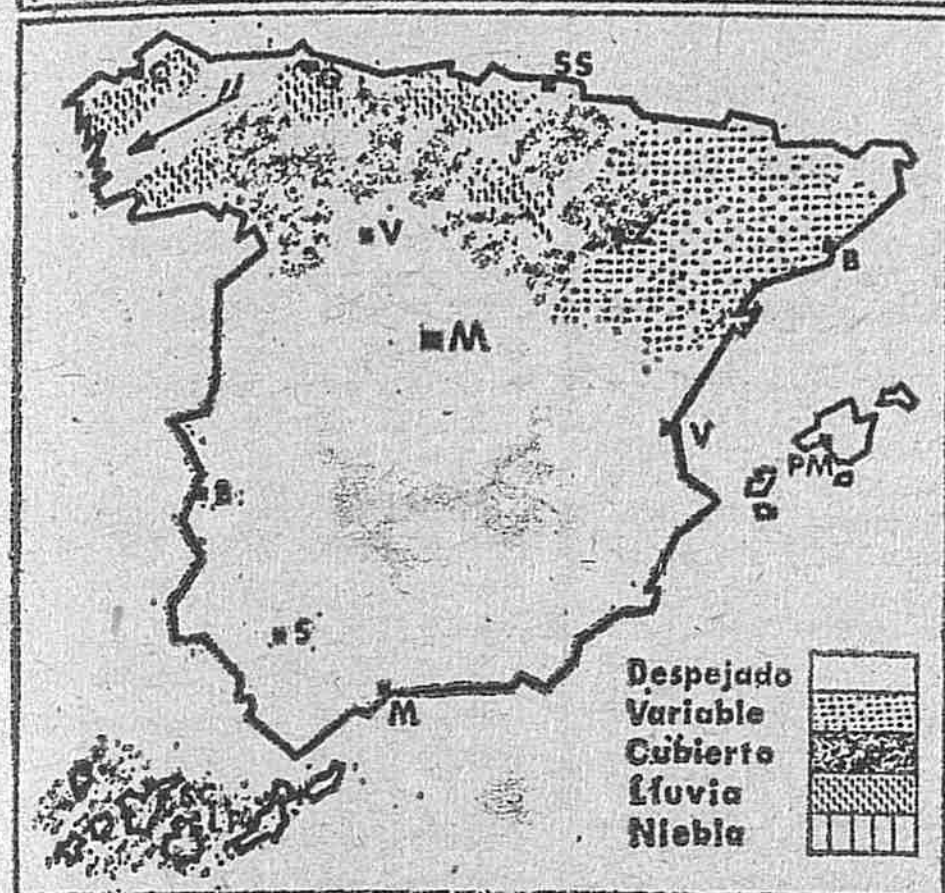 SS
V
Z
B
M
V
PM
B
S
M
Despejado
Variable
Cubierto
Lluvia
Niebla